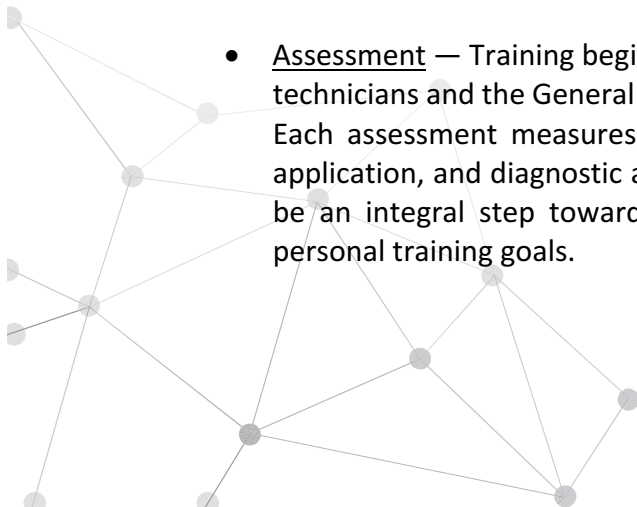 • Assessment — Training begi
technicians and the General
Each assessment measures
application, and diagnostic a
be an integral step toward
personal training goals.